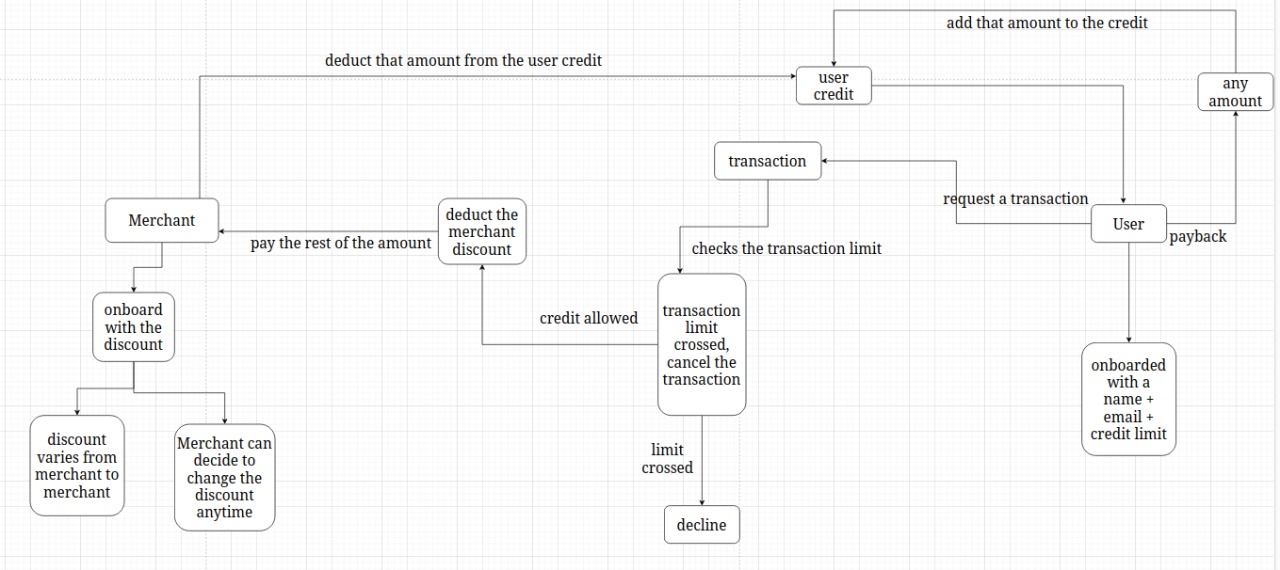 add that amount to the credit
deduct that amount from the user credit
user
credit
any
amount
transaction
request a transaction
User
payback
Merchant
deduct the
merchant
discount
pay the rest of the amount
checks the transaction limit
onboard
with the
discount
credit allowed
transaction
limit
crossed,
cancel the
transaction
onboarded
with a
name +
email +
credit limit
discount
varies from
merchant to
merchant
Merchant can
decide to
change the
discount
anytime
limit
crossed
decline